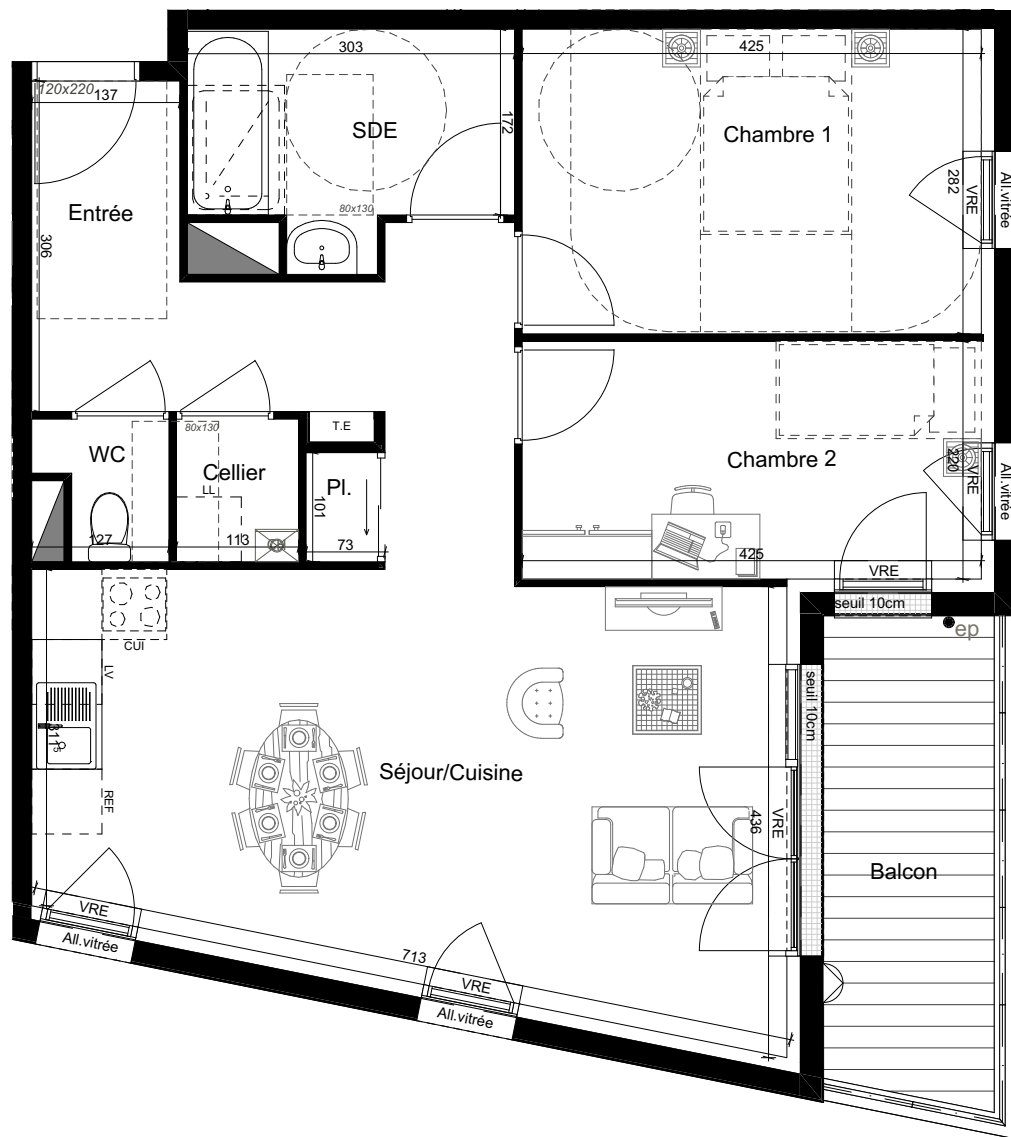 303
425
120x220
137
SDE
172
Chambre 1
282
VRE
All.vitrée
Entrée
80x130
306
T.E
80x130
WC
Cellier
LL
Pl.
101
Chambre 2
220
VRE
All.vitrée
127
113
73
425
VRE
seuil 10cm
ep
CUI
LV
seuil 10cm
311⁵
Séjour/Cuisine
REF
436
VRE
Balcon
VRE
All.vitrée
713
VRE
All.vitrée